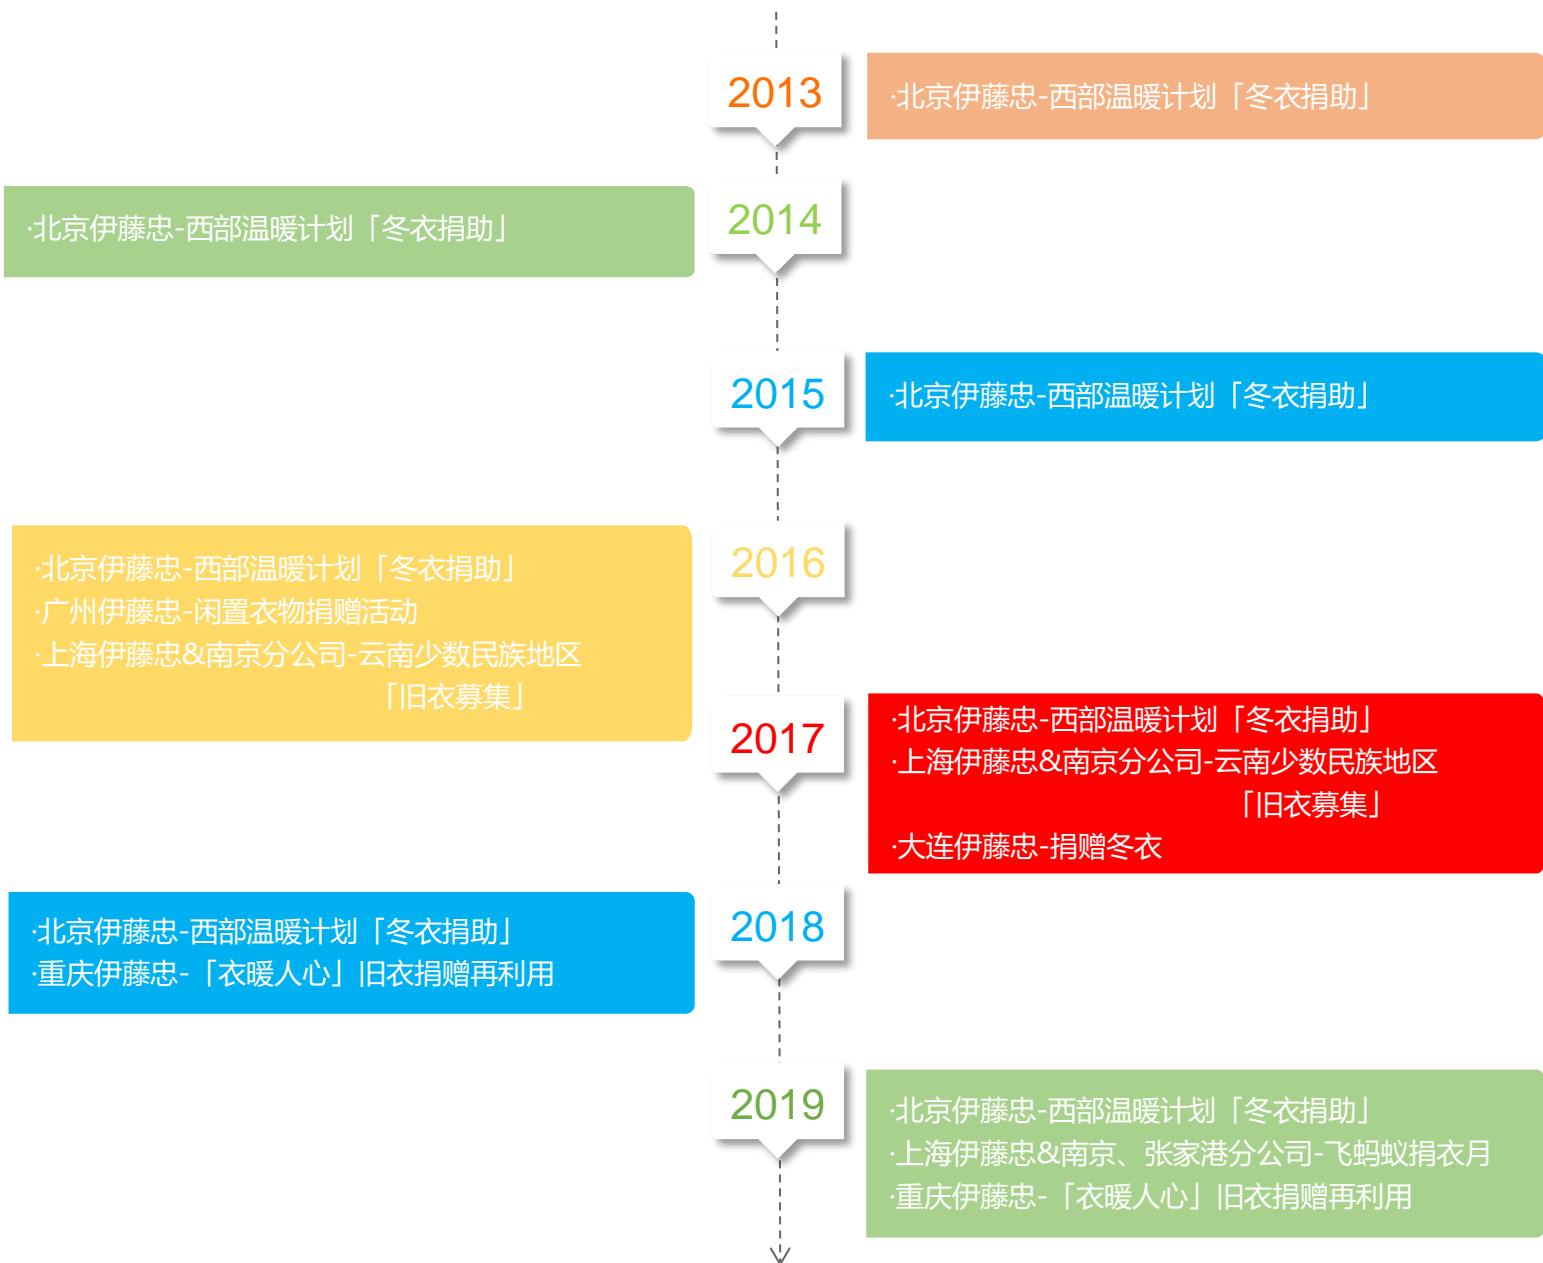 2013
·北京伊藤忠-西部温暖计划「冬衣捐助」
2014
·北京伊藤忠-西部温暖计划「冬衣捐助」
2015
·北京伊藤忠-西部温暖计划「冬衣捐助」
2016
·北京伊藤忠-西部温暖计划「冬衣捐助」
·广州伊藤忠-闲置衣物捐赠活动
·上海伊藤忠&南京分公司-云南少数民族地区
「旧衣募集」
2017
·北京伊藤忠-西部温暖计划「冬衣捐助」
·上海伊藤忠&南京分公司-云南少数民族地区
「旧衣募集」
·大连伊藤忠-捐赠冬衣
2018
·北京伊藤忠-西部温暖计划「冬衣捐助」
·重庆伊藤忠-「衣暖人心」旧衣捐赠再利用
2019
·北京伊藤忠-西部温暖计划「冬衣捐助」
·上海伊藤忠&南京、张家港分公司-飞蚂蚁捐衣月
·重庆伊藤忠-「衣暖人心」旧衣捐赠再利用